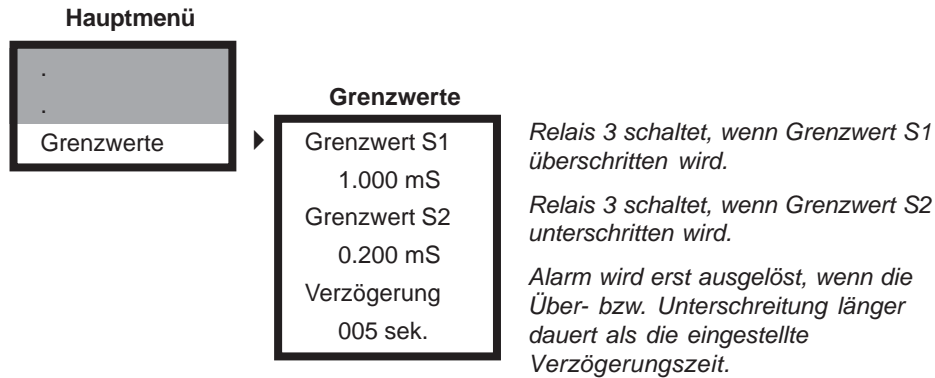 Hauptmenü
.
.
Grenzwerte
Grenzwerte
Grenzwert S1
1.000 mS
Grenzwert S2
0.200 mS
Verzögerung
005 sek.
Relais 3 schaltet, wenn Grenzwert S1
überschritten wird.
Relais 3 schaltet, wenn Grenzwert S2
unterschritten wird.
Alarm wird erst ausgelöst, wenn die
Über- bzw. Unterschreitung länger
dauert als die eingestellte
Verzögerungszeit.